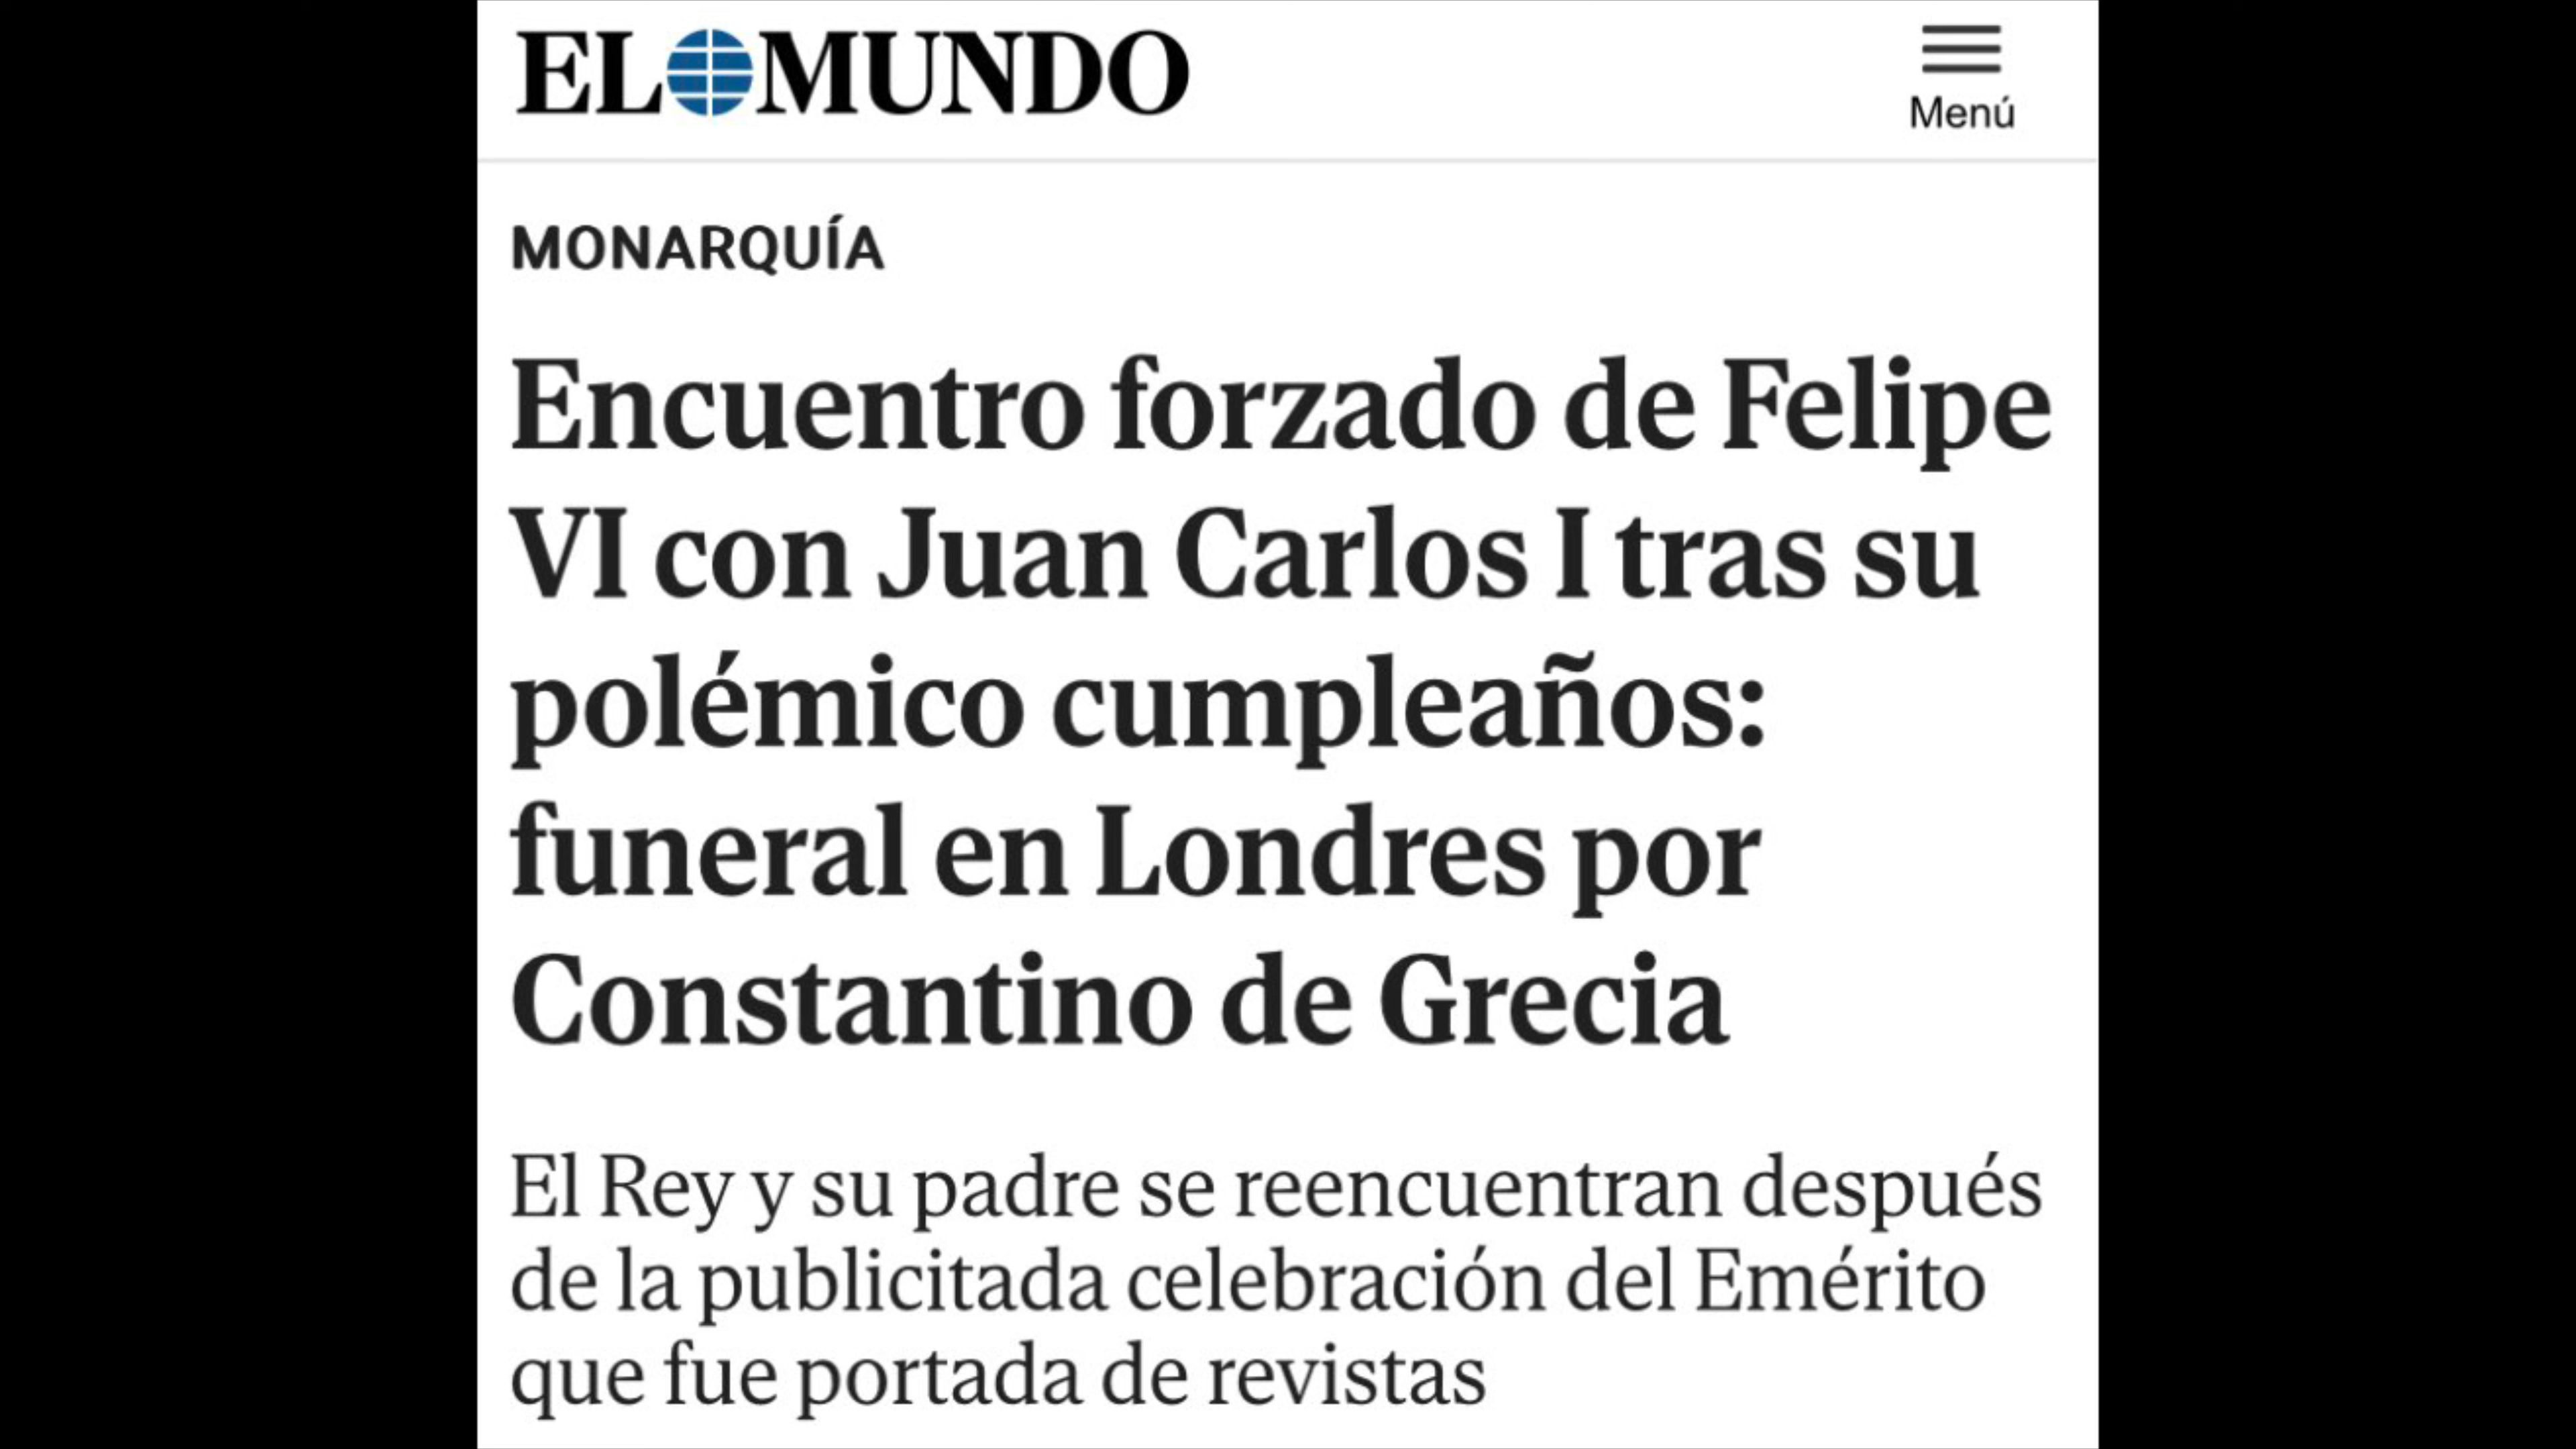 EL MUNDO
Menú
MONARQUÍA
Encuentro forzado de Felipe
VI con Juan Carlos I tras su
polémico cumpleaños:
funeral en Londres por
Constantino de Grecia
El Rey y su padre se reencuentran después
de la publicitada celebración del Emérito
que fue portada de revistas